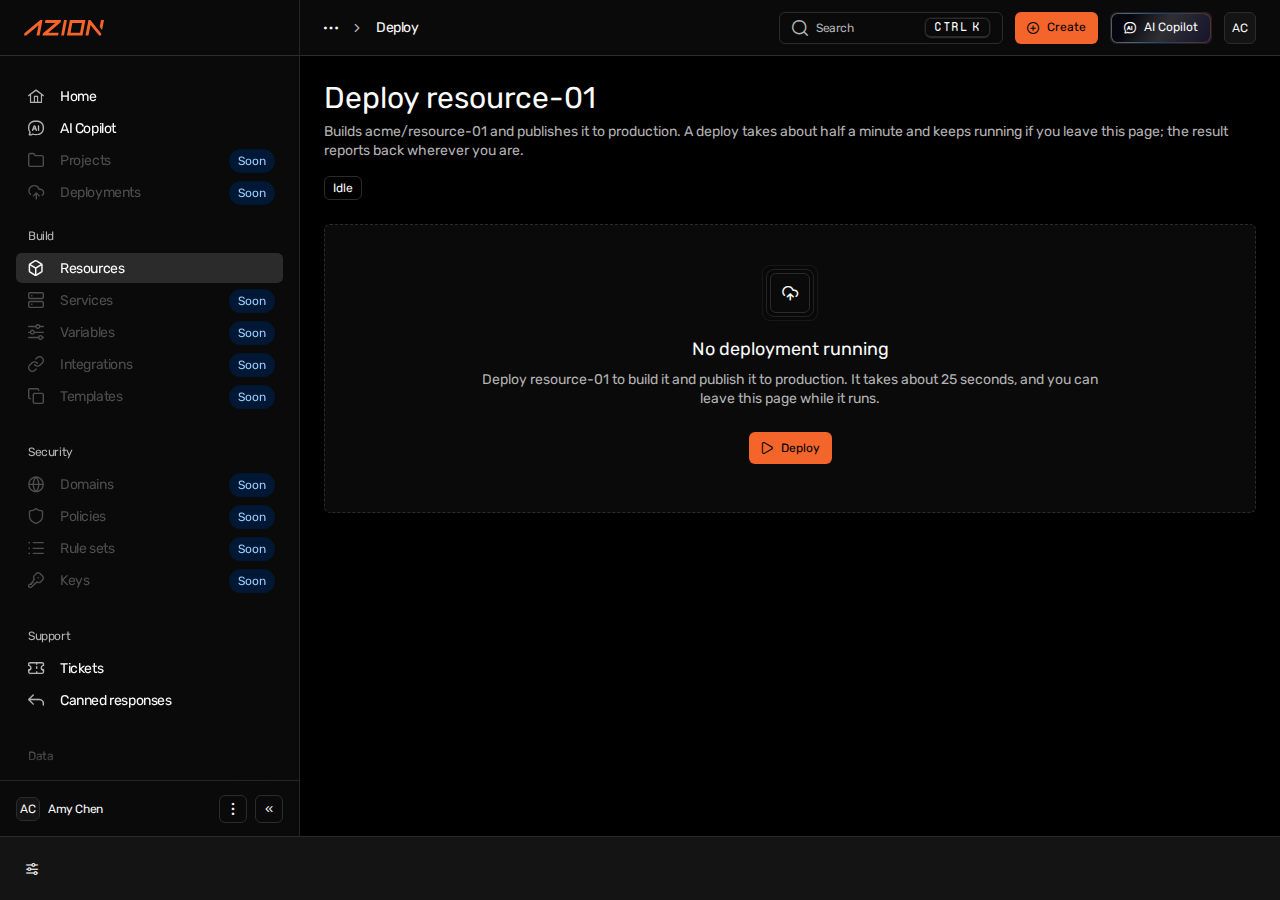 AZION
Deploy
Search
CTRL K
Create
AI Copilot
AC
Home
AI Copilot
Projects
Soon
Deployments
Soon
Build
Resources
Services
Soon
Variables
Soon
Integrations
Soon
Templates
Soon
Security
Domains
Soon
Policies
Soon
Rule sets
Soon
Keys
Soon
Support
Tickets
Canned responses
Data
AC
Amy Chen
Deploy resource-01
Builds acme/resource-01 and publishes it to production. A deploy takes about half a minute and keeps running if you leave this page; the result
reports back wherever you are.
Idle
No deployment running
Deploy resource-01 to build it and publish it to production. It takes about 25 seconds, and you can
leave this page while it runs.
Deploy